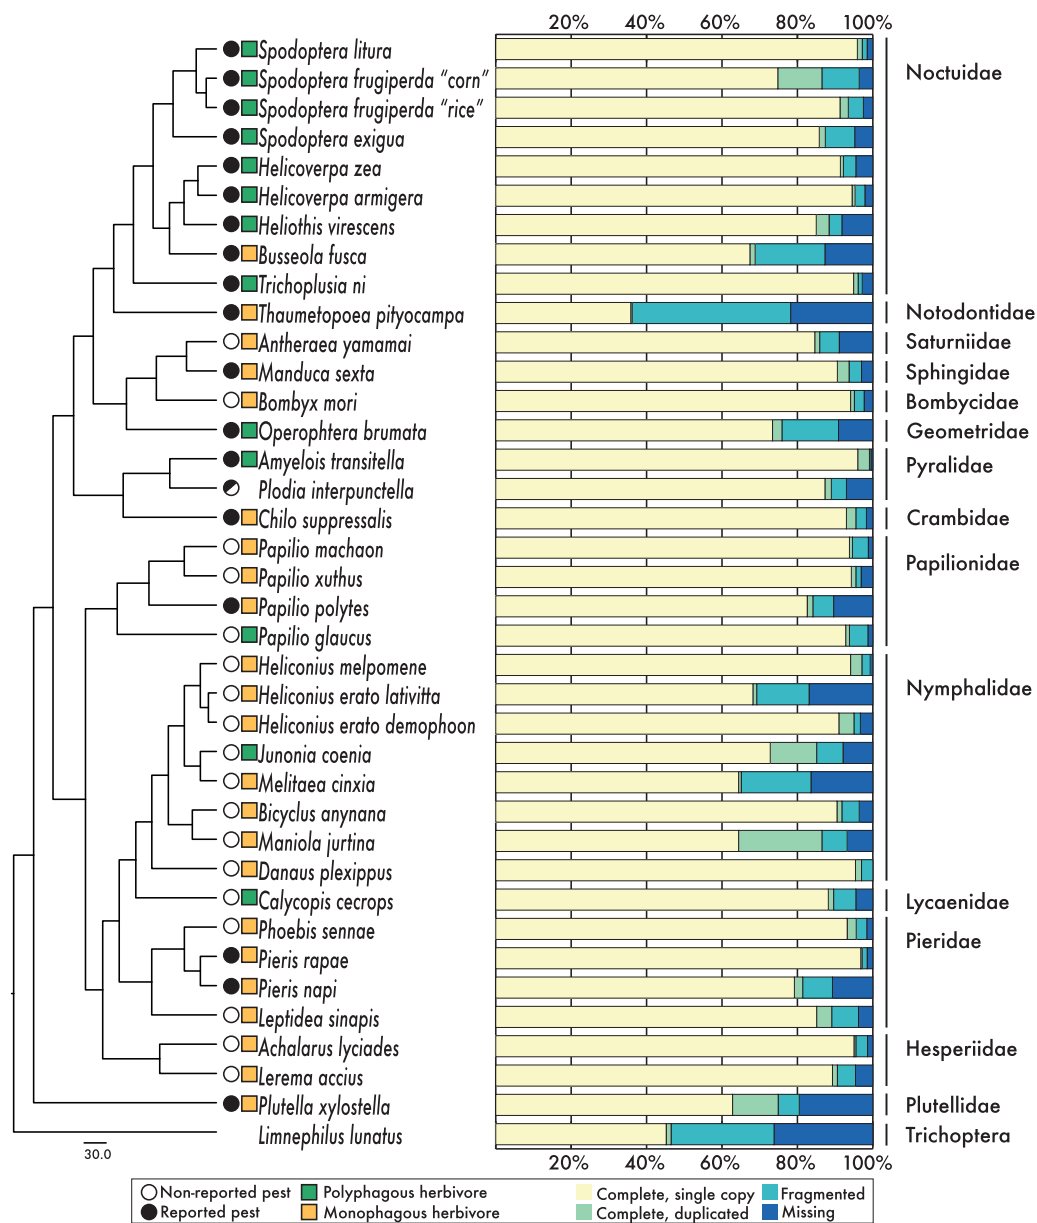 20% 40% 60% 80% 100%
Spodoptera litura
Spodoptera frugiperda "corn"
Noctuidae
Spodoptera frugiperda "rice"
Spodoptera exigua
Helicoverpa zea
Helicoverpa armigera
Heliothis virescens
Busseola fusca
Trichoplusia ni
Thaumetopoea pityocampa Notodontidae
Antheraea yamamai Saturniidae
Manduca sexta Sphingidae
Bombyx mori Bombycidae
Operophtera brumata Geometridae
Amyelois transitella Pyralidae
Plodia interpunctella
Chilo suppressalis Crambidae
Papilio machaon Papilionidae
Papilio xuthus
Papilio polytes
Papilio glaucus
Heliconius melpomene
Heliconius erato lativitta Nymphalidae
Heliconius erato demophoon
Junonia coenia
Melitaea cinxia
Bicyclus anynana
Maniola jurtina
Danaus plexippus
Calycopis cecrops Lycaenidae
Phoebis sennae Pieridae
Pieris rapae
Pieris napi
Leptidea sinapis
Achalarus lyciades Hesperiidae
Lerema accius
Plutella xylostella Plutellidae
Limnephilus lunatus Trichoptera
30.0
20% 40% 60% 80% 100%
Non-reported pest Polyphagous herbivore Complete, single copy Fragmented
Reported pest Monophagous herbivore Complete, duplicated Missing